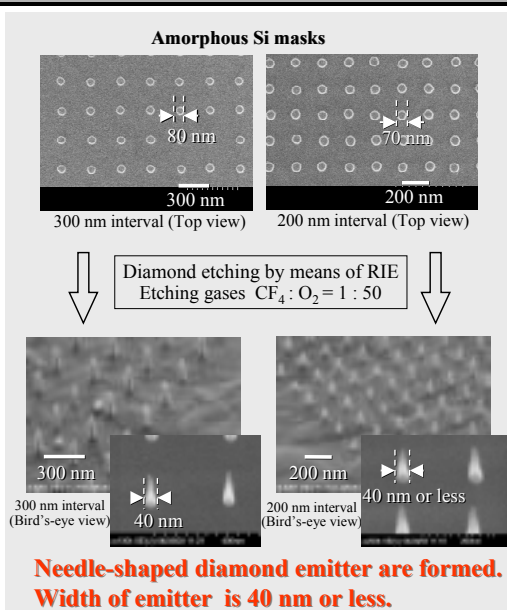 Amorphous Si masks
80 nm
70 nm
300 nm
200 nm
300 nm interval (Top view)
200 nm interval (Top view)
Diamond etching by means of RIE
Etching gases CF₄ : O₂ = 1 : 50
300 nm
200 nm
300 nm interval
(Bird's-eye view)
40 nm
200 nm interval
(Bird's-eye view)
40 nm or less
Needle-shaped diamond emitter are formed.
Width of emitter is 40 nm or less.